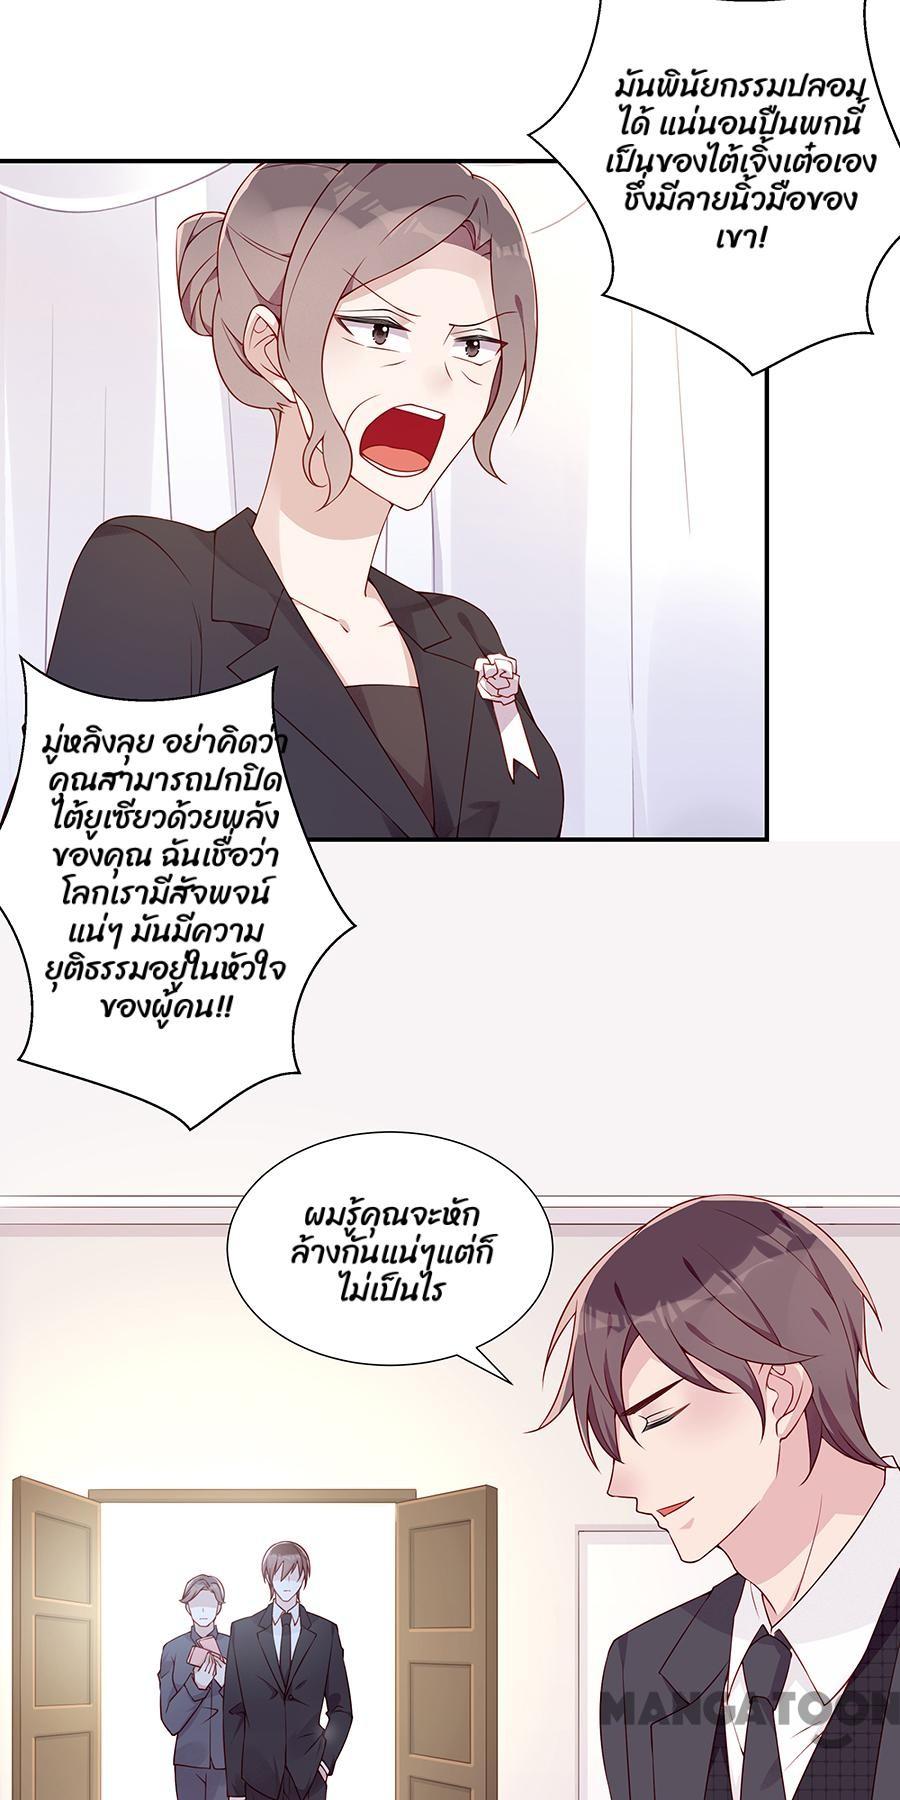 มันพินัยกรรมปลอม
ได้ แน่นอนปืนพกนี้
เป็นของไต้เจิ้งเต๋อเอง
ซึ่งมีลายนิ้วมือของ
เขา!
มู่หลิงลุย อย่าคิดว่า
คุณสามารถปกปิด
ไต้ยูเซียวด้วยพลัง
ของคุณ ฉันเชื่อว่า
โลกเรามีสัจพจน์
แน่ๆ มันมีความ
ยุติธรรมอยู่ในหัวใจ
ของผู้คน!!
ผมรู้คุณจะหัก
ล้างกันแน่ๆแต่ก็
ไม่เป็นไร
MANGATOON